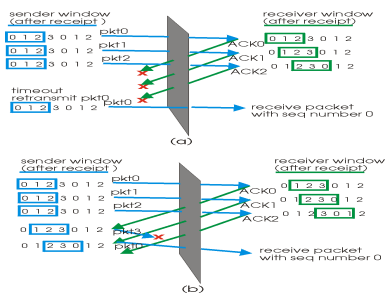 sender window
(after receipt)
receiver window
(after receipt)
0 1 2 3 0 1 2
pkt0
0 1 2 3 0 1 2
pkt1
0 1 2 3 0 1 2
pkt2
ACK0
0 1 2 3 0 1 2
ACK1
0 1 2 3 0 1 2
ACK2
0 1 2 3 0 1 2
timeout
retransmit pkt0
0 1 2 3 0 1 2
pkt0
receive packet
with seq number 0
(a)
sender window
(after receipt)
receiver window
(after receipt)
0 1 2 3 0 1 2
pkt0
0 1 2 3 0 1 2
pkt1
0 1 2 3 0 1 2
pkt2
ACK0
0 1 2 3 0 1 2
ACK1
0 1 2 3 0 1 2
ACK2
0 1 2 3 0 1 2
0 1 2 3 0 1 2
pkt3
0 1 2 3 0 1 2
pkt0
receive packet
with seq number 0
(b)